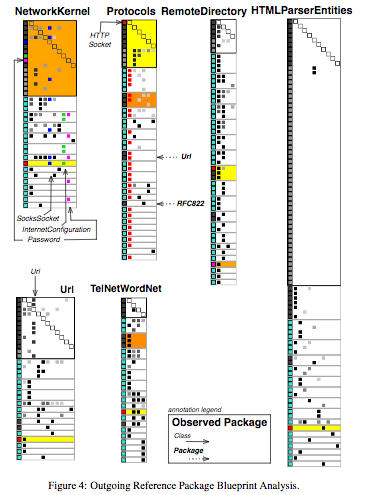 NetworkKernel Protocols RemoteDirectory HTMLParserEntities
HTTP
Socket
Url
RFC822
SocksSocket
InternetConfiguration
Password
Url
Url TelNetWordNet
annotation legend
Observed Package
Class
Package
Figure 4: Outgoing Reference Package Blueprint Analysis.